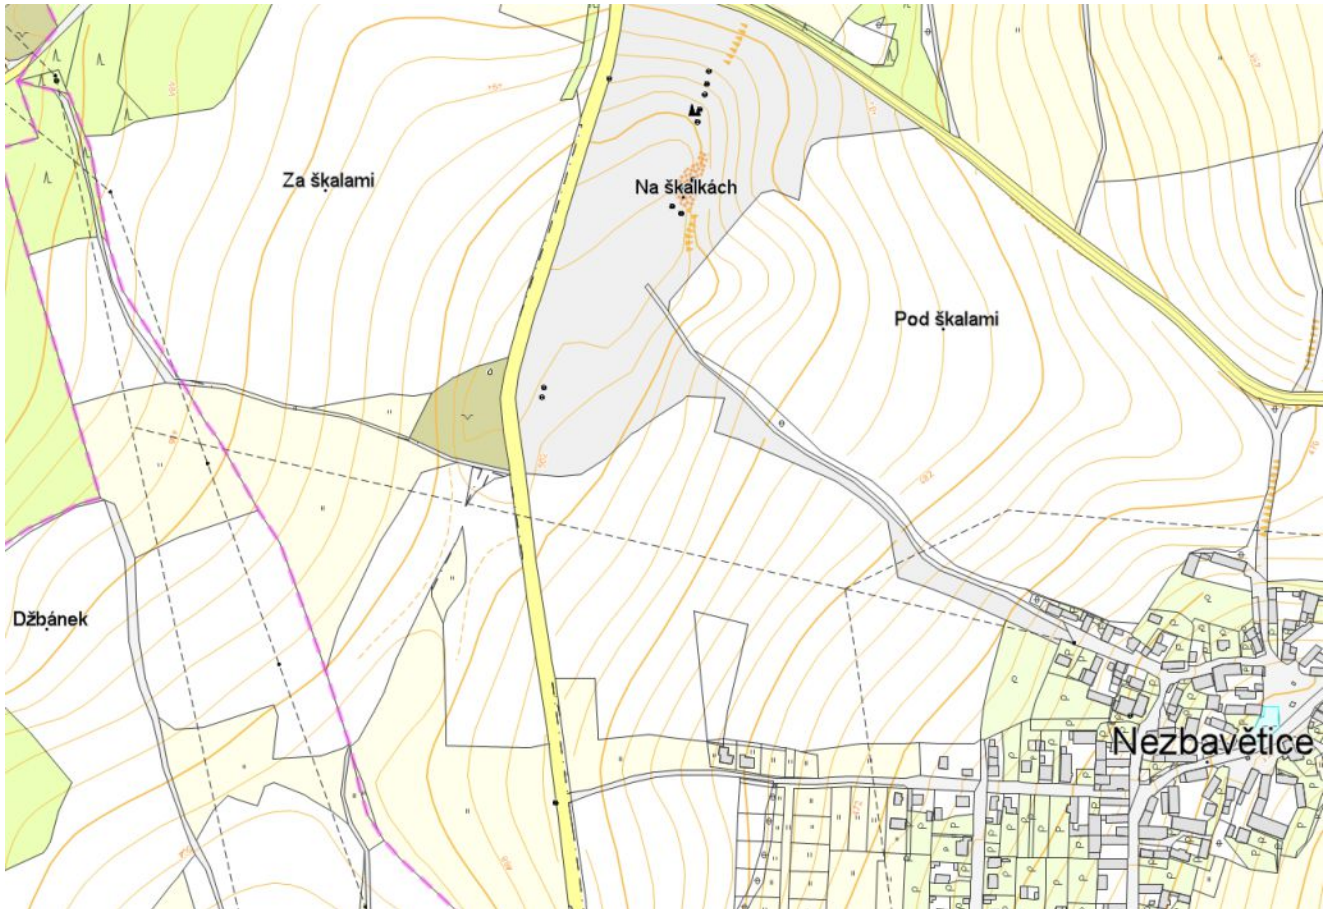 Za škalami
Na škalkách
Pod škalami
Džbánek
Nezbavětice